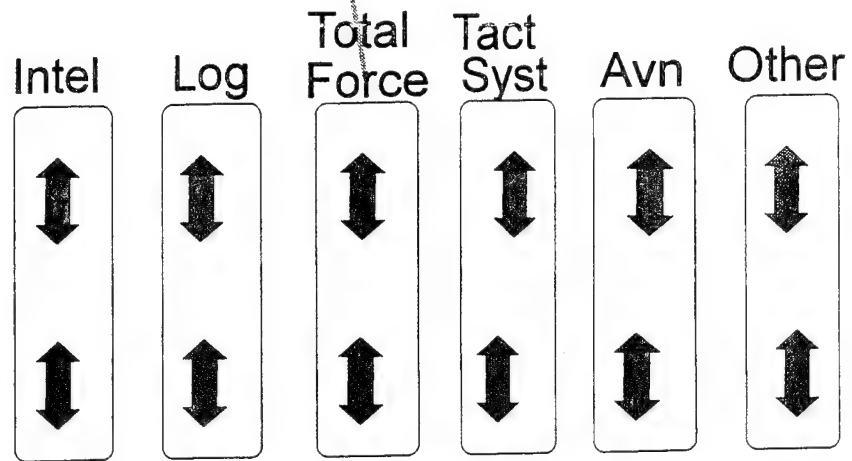 Intel
Log
Total
Force
Tact
Syst
Avn
Other